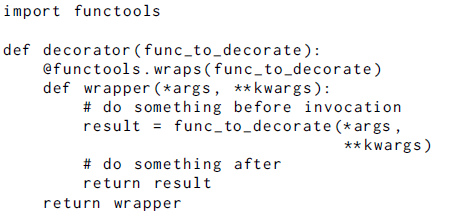 import functools

def decorator(func_to_decorate):
    @functools.wraps(func_to_decorate)
    def wrapper(*args, **kwargs):
        # do something before invocation
        result = func_to_decorate(*args,
                                  **kwargs)
        # do something after
        return result
    return wrapper